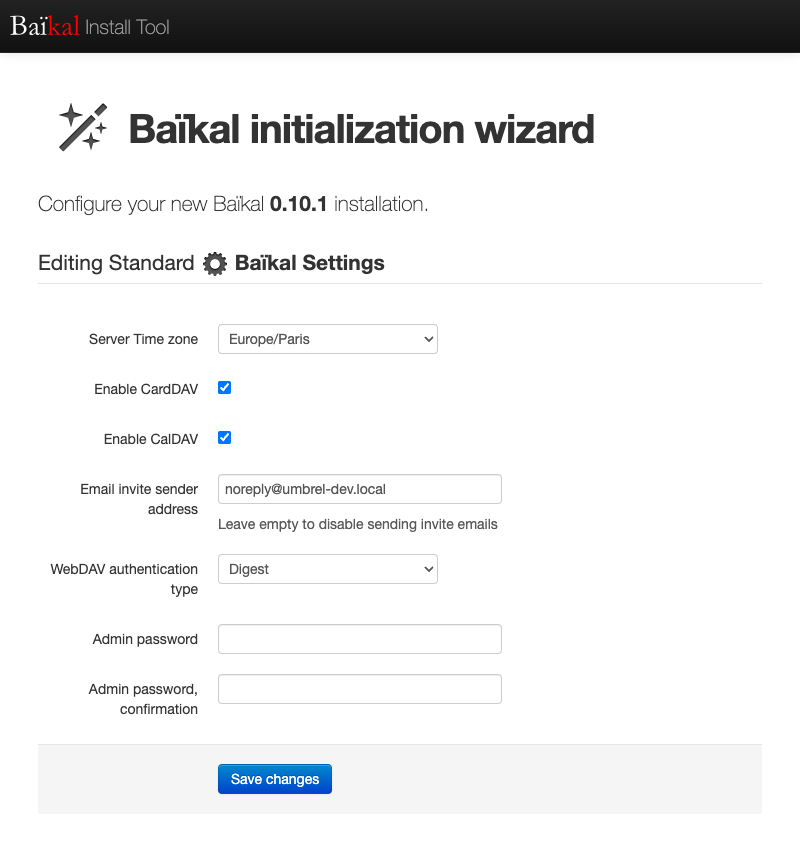 Baïkal Install Tool
Baïkal initialization wizard
Configure your new Baïkal 0.10.1 installation.
Editing Standard Baïkal Settings
Server Time zone
Europe/Paris
Enable CardDAV
Enable CalDAV
Email invite sender
address
noreply@umbrel-dev.local
Leave empty to disable sending invite emails
WebDAV authentication
type
Digest
Admin password
Admin password,
confirmation
Save changes